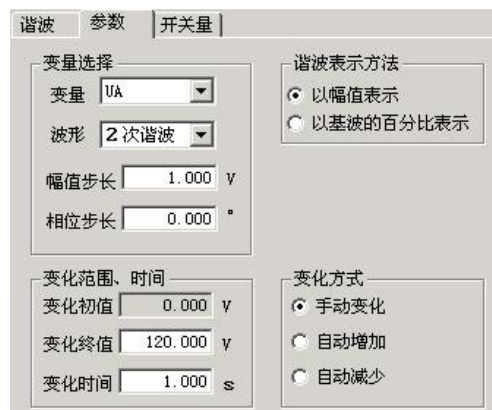 谐波 参数 开关量
变量选择
变量 UA
波形 2次谐波
幅值步长 1.000 V
相位步长 0.000 °
谐波表示方法
以幅值表示
以基波的百分比表示
变化范围、时间
变化初值 0.000 V
变化终值 120.000 V
变化时间 1.000 s
变化方式
手动变化
自动增加
自动减少